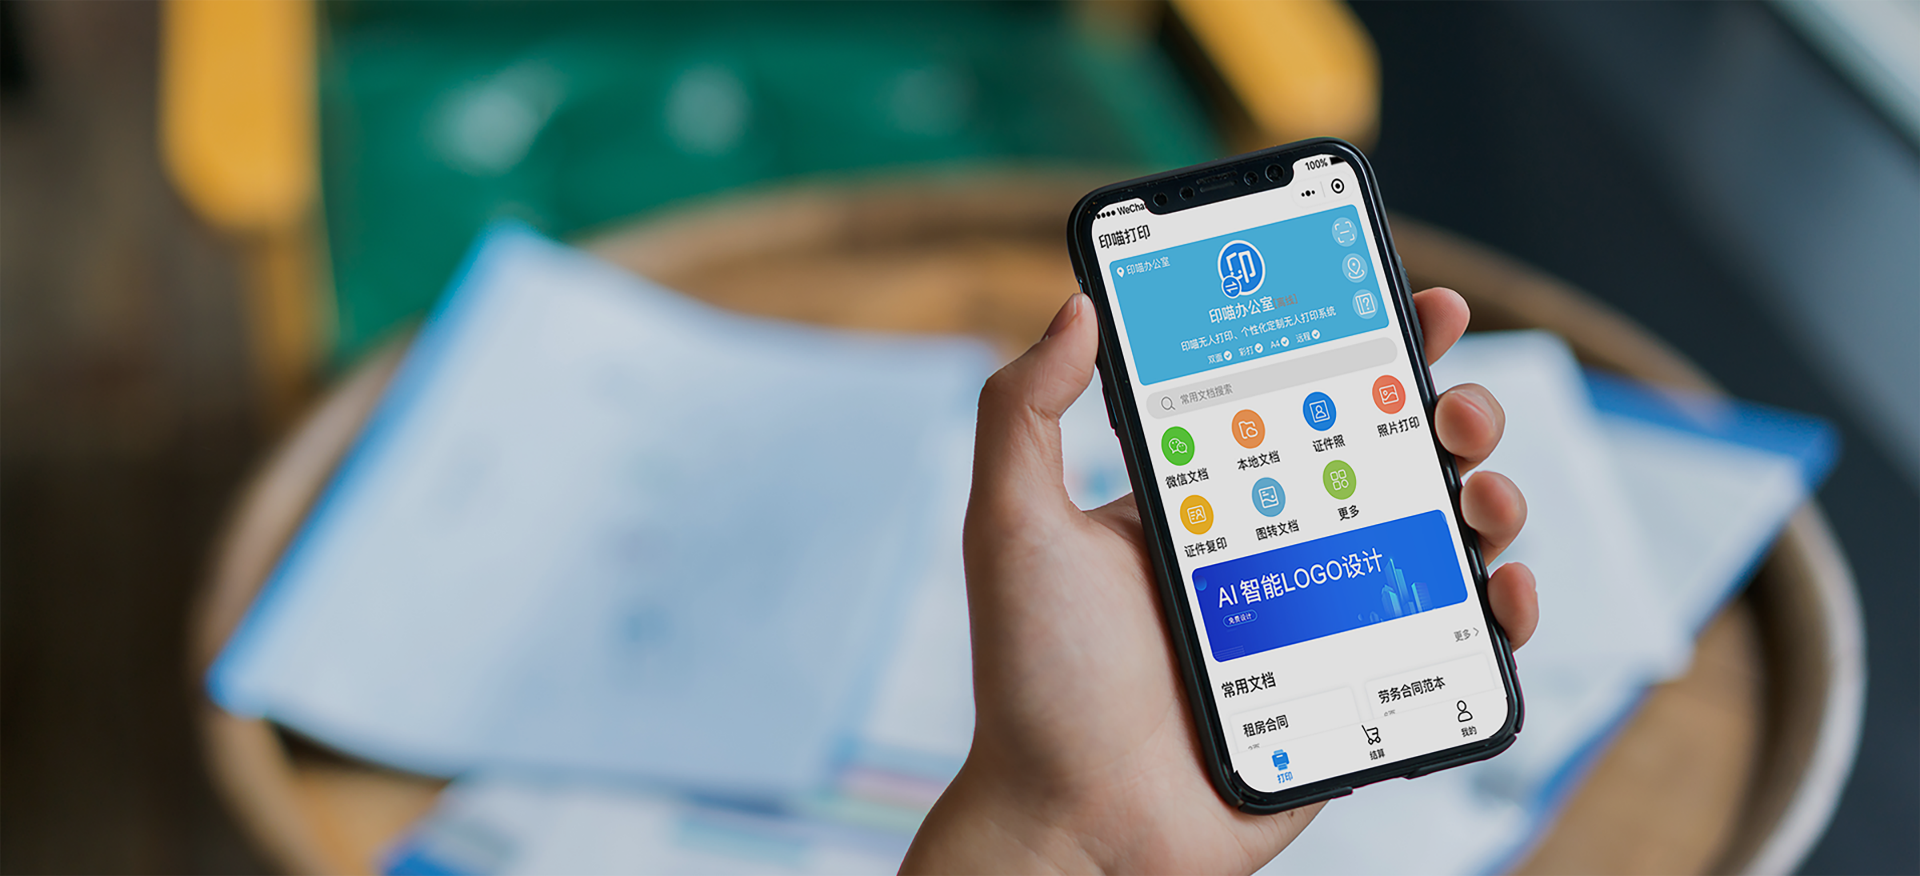 WeCha
100%
印喵打印
印喵办公室
印
印喵办公室
印喵无人打印、个性化定制无人打印系统
双面 彩打 A4 远程
常用文档搜索
微信文档
本地文档
证件照
照片打印
证件复印
图转文档
更多
AI 智能LOGO设计
免费设计
更多
常用文档
租房合同
劳务合同范本
打印
结算
我的